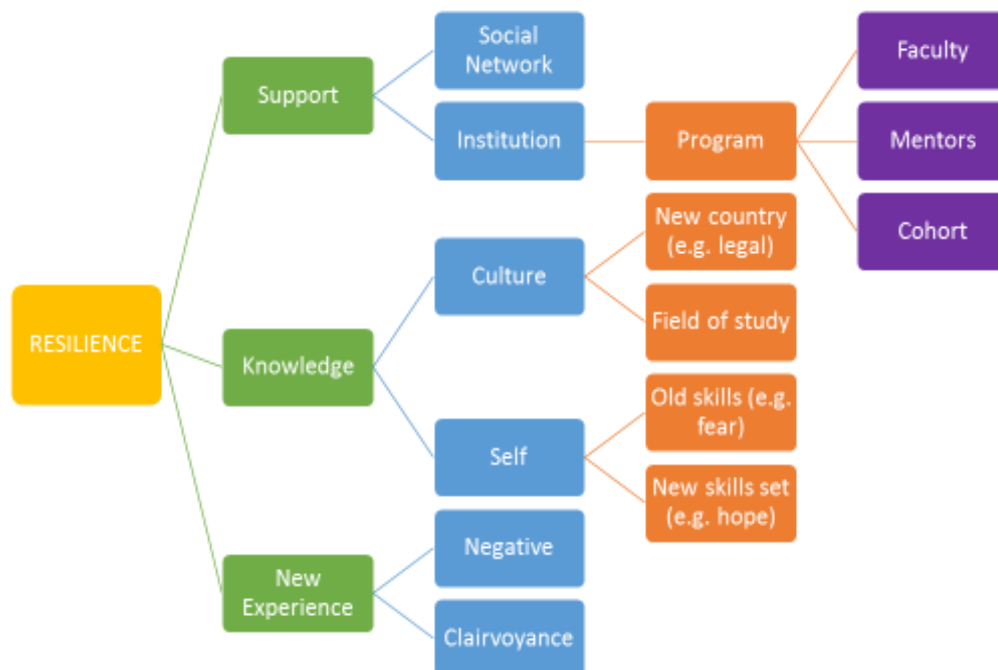 Social
Network
Faculty
Support
Institution
Program
Mentors
New country
(e.g. legal)
Cohort
Culture
Field of study
RESILIENCE
Knowledge
Old skills (e.g.
fear)
Self
New skills set
(e.g. hope)
Negative
New
Experience
Clairvoyance